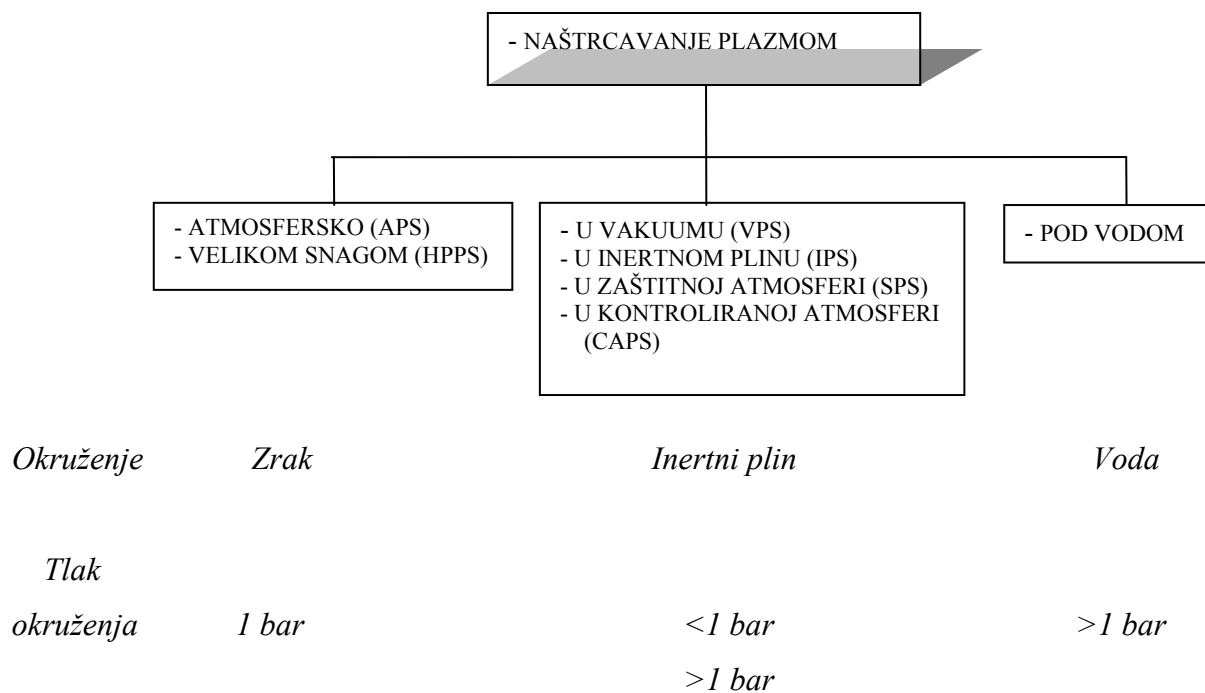 - NAŠTRCAVANJE PLAZMOM
- ATMOSFERSKO (APS)
- VELIKOM SNAGOM (HPPS)
- U VAKUUMU (VPS)
- U INERTNOM PLINU (IPS)
- U ZAŠTITNOJ ATMOSFERI (SPS)
- U KONTROLIRANOJ ATMOSFERI
(CAPS)
- POD VODOM
Okruženje Zrak Inertni plin Voda
Tlak
okruženja 1 bar <1 bar >1 bar
>1 bar